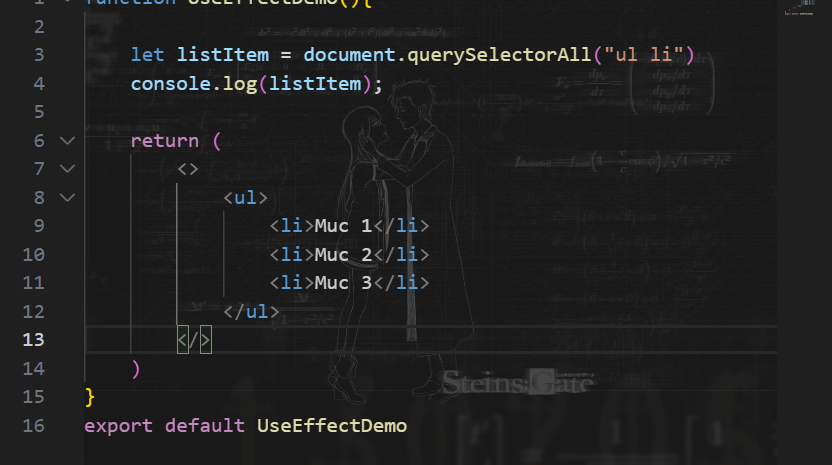 1 function UseEffectDemo(){
2
3 let listItem = document.querySelectorAll("ul li")
4 console.log(listItem);
5
6 return (
7 <>
8 <ul>
9 <li>Muc 1</li>
10 <li>Muc 2</li>
11 <li>Muc 3</li>
12 </ul>
13 </>
14 )
15 }
16 export default UseEffectDemo
Steins;Gate